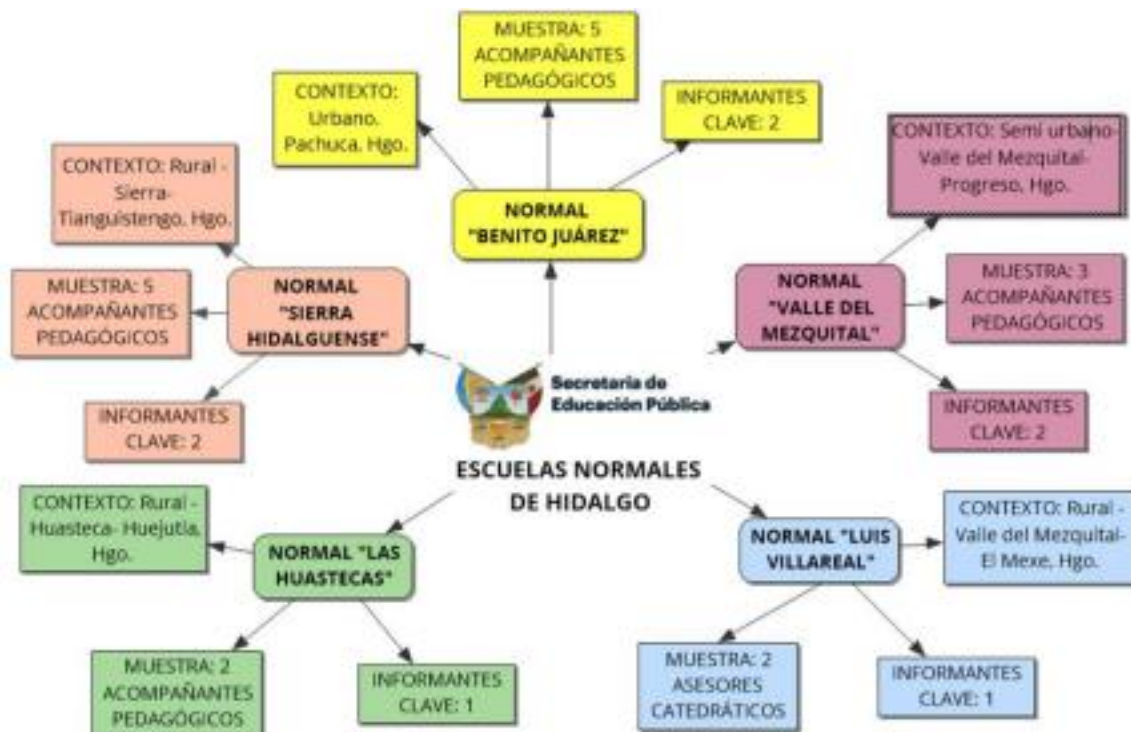 MUESTRA: 5
ACOMPAÑANTES
PEDAGÓGICOS
CONTEXTO:
Urbano.
Pachuca, Hgo.
INFORMANTES
CLAVE: 2
NORMAL
"BENITO JUÁREZ"
CONTEXTO: Rural -
Sierra-
Tianguistengo. Hgo.
MUESTRA: 5
ACOMPAÑANTES
PEDAGÓGICOS
NORMAL
"SIERRA
HIDALGUENSE"
INFORMANTES
CLAVE: 2
CONTEXTO: Semi urbano-
Valle del Mezquital-
Progreso, Hgo.
NORMAL
"VALLE DEL
MEZQUITAL"
MUESTRA: 3
ACOMPAÑANTES
PEDAGÓGICOS
INFORMANTES
CLAVE: 2
Secretaría de
Educación Pública
ESCUELAS NORMALES
DE HIDALGO
CONTEXTO: Rural -
Huasteca- Huejutla,
Hgo.
NORMAL "LAS
HUASTECAS"
MUESTRA: 2
ACOMPAÑANTES
PEDAGÓGICOS
INFORMANTES
CLAVE: 1
NORMAL "LUIS
VILLAREAL"
CONTEXTO: Rural -
Valle del Mezquital-
El Mexe, Hgo.
MUESTRA: 2
ASESORES
CATEDRÁTICOS
INFORMANTES
CLAVE: 1